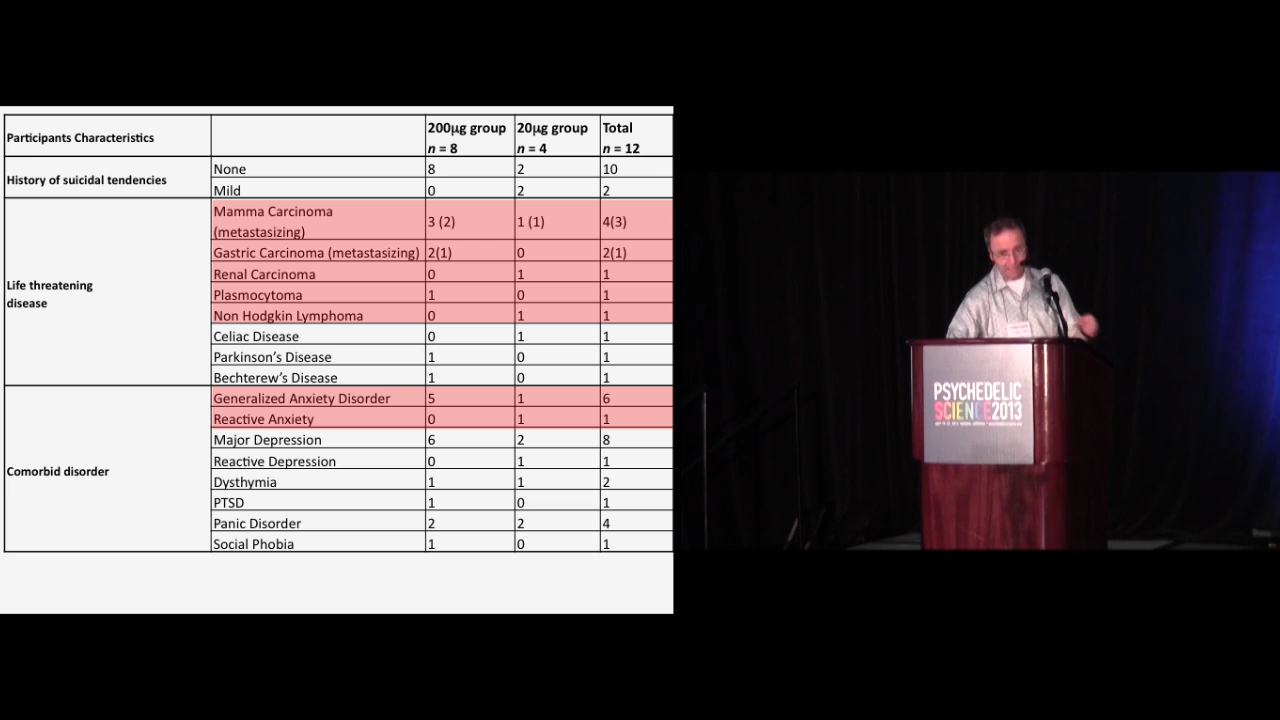 200µg group 20µg group Total
Participants Characteristics
n = 8 n = 4 n = 12
None 8 2 10
History of suicidal tendencies
Mild 0 2 2
Mamma Carcinoma
(metastasizing) 3 (2) 1 (1) 4(3)
Gastric Carcinoma (metastasizing) 2(1) 0 2(1)
Renal Carcinoma 0 1 1
Life threatening
disease
Plasmocytoma 1 0 1
Non Hodgkin Lymphoma 0 1 1
Celiac Disease 0 1 1
Parkinson's Disease 1 0 1
Bechterew's Disease 1 0 1
Generalized Anxiety Disorder 5 1 6
Reactive Anxiety 0 1 1
Major Depression 6 2 8
Reactive Depression 0 1 1
Comorbid disorder
Dysthymia 1 1 2
PTSD 1 0 1
Panic Disorder 2 2 4
Social Phobia 1 0 1
PSYCHEDELIC
SCIENCE2013